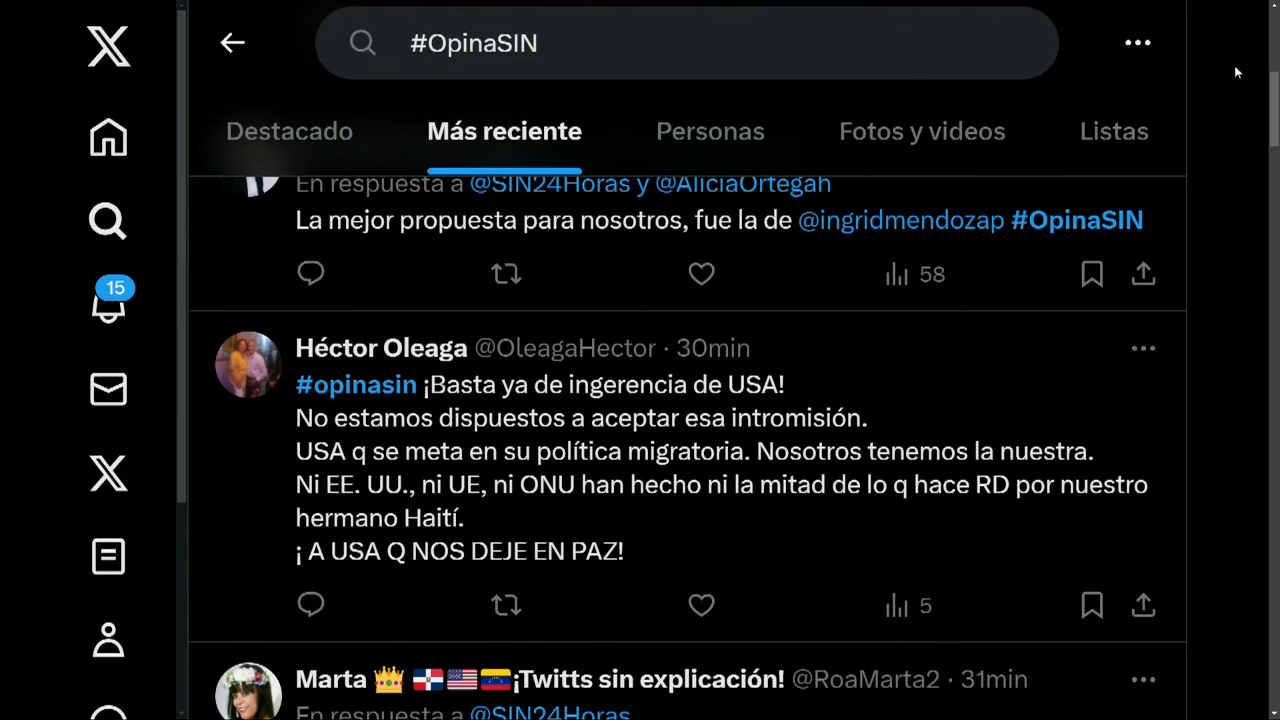 #OpinaSIN
Destacado
Más reciente
Personas
Fotos y videos
Listas
En respuesta a @SIN24Horas y @AliciaOrtegah
La mejor propuesta para nosotros, fue la de @ingridmendozap #OpinaSIN
58
15
Héctor Oleaga @OleagaHector · 30min
#opinasin ¡Basta ya de ingerencia de USA!
No estamos dispuestos a aceptar esa intromisión.
USA q se meta en su política migratoria. Nosotros tenemos la nuestra.
Ni EE. UU., ni UE, ni ONU han hecho ni la mitad de lo q hace RD por nuestro
hermano Haití.
¡ A USA Q NOS DEJE EN PAZ!
5
Marta 👑 🇩🇴🇺🇸🇻🇪¡Twitts sin explicación! @RoaMarta2 · 31min
En respuesta a @SIN24Horas